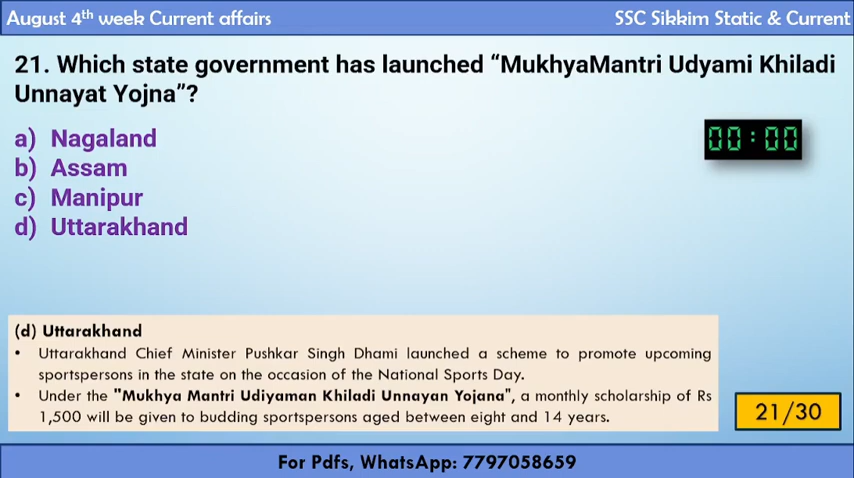 August 4th week Current affairs
SSC Sikkim Static & Current
21. Which state government has launched “MukhyaMantri Udyami Khiladi
Unnayat Yojna”?
00:00
a) Nagaland
b) Assam
c) Manipur
d) Uttarakhand
(d) Uttarakhand
• Uttarakhand Chief Minister Pushkar Singh Dhami launched a scheme to promote upcoming
sportspersons in the state on the occasion of the National Sports Day.
• Under the "Mukhya Mantri Udiyaman Khiladi Unnayan Yojana", a monthly scholarship of Rs
1,500 will be given to budding sportspersons aged between eight and 14 years.
21/30
For Pdfs, WhatsApp: 7797058659